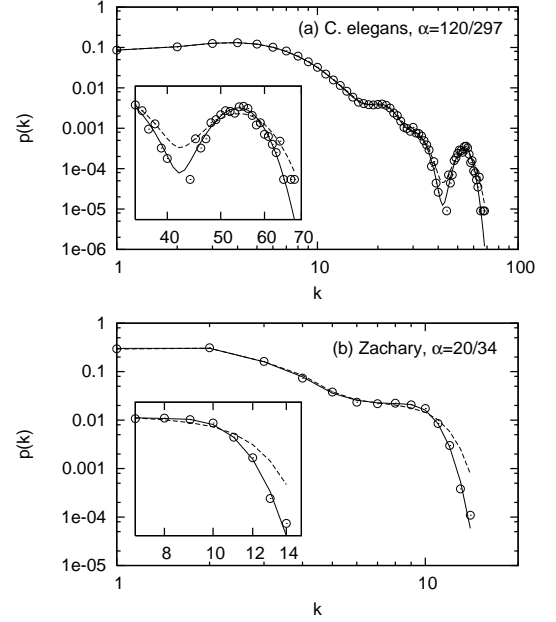 (a) C. elegans, α=120/297
1
0.1
0.01
0.001
1e-04
1e-05
1e-06
p(k)
40 50 60 70
1 10 100
k
(b) Zachary, α=20/34
1
0.1
0.01
0.001
1e-04
1e-05
p(k)
8 10 12 14
1 10
k